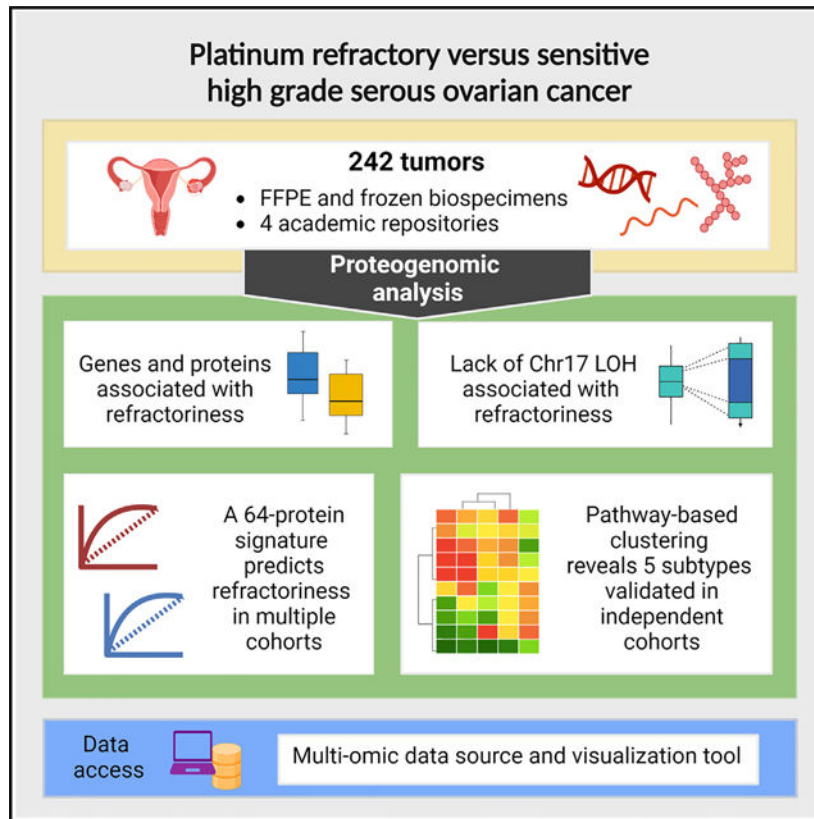 Platinum refractory versus sensitive
high grade serous ovarian cancer
242 tumors
• FFPE and frozen biospecimens
• 4 academic repositories
Proteogenomic
analysis
Genes and proteins
associated with
refractoriness
Lack of Chr17 LOH
associated with
refractoriness
A 64-protein
signature
predicts
refractoriness
in multiple
cohorts
Pathway-based
clustering
reveals 5 subtypes
validated in
independent
cohorts
Data
access
Multi-omic data source and visualization tool